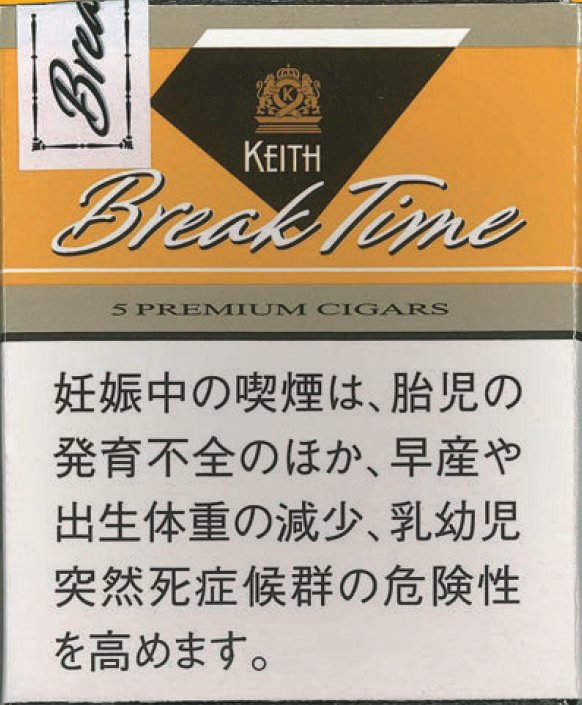 Brea
K
KEITH
Break Time
5 PREMIUM CIGARS
妊娠中の喫煙は、胎児の
発育不全のほか、早産や
出生体重の減少、乳幼児
突然死症候群の危険性
を高めます。